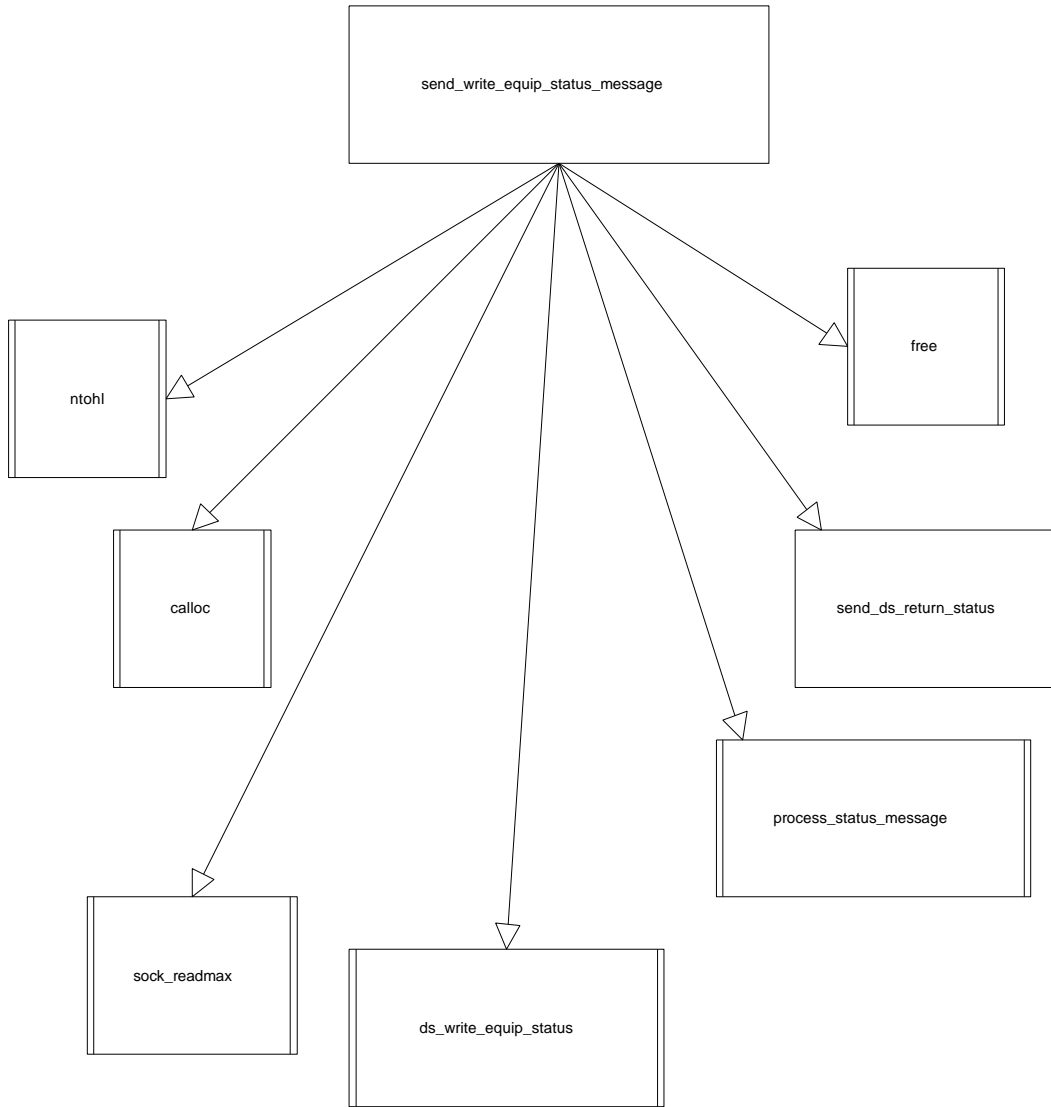 send_write_equip_status_message
free
ntohl
calloc
send_ds_return_status
process_status_message
sock_readmax
ds_write_equip_status